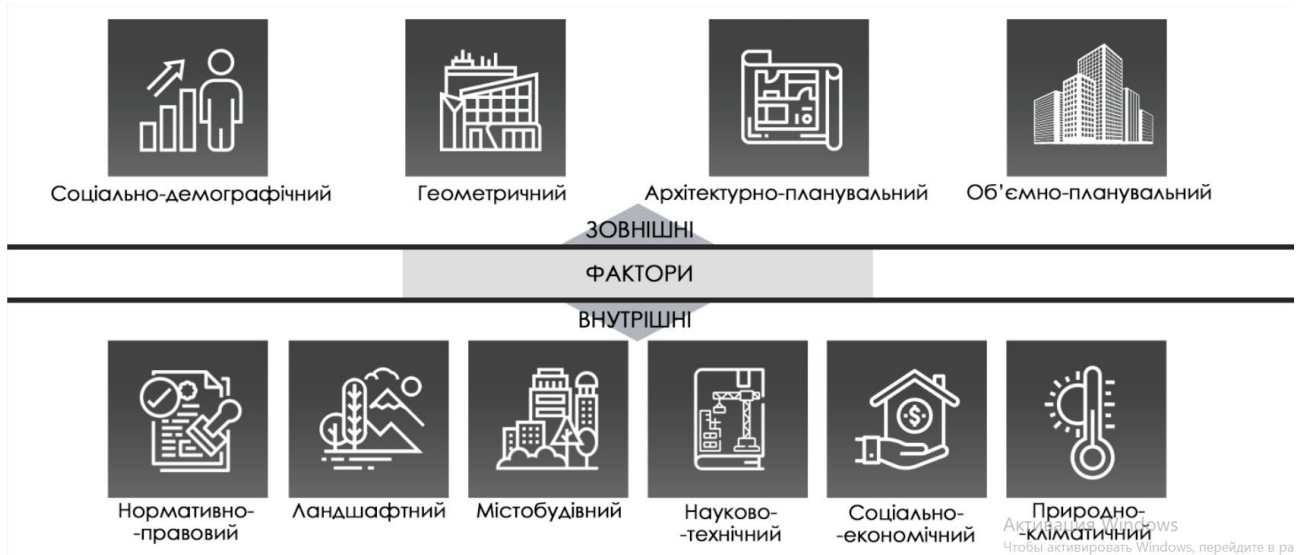 Соціально-демографічний
Геометричний
Архітектурно-планувальний
Об’ємно-планувальний
ЗОВНІШНІ
ФАКТОРИ
ВНУТРІШНІ
Нормативно-
-правовий
Ландшафтний
Містобудівний
Науково-
-технічний
Соціально-
-економічний
Природно-
-кліматичний
Активация Windows
Чтобы активировать Windows, перейдите в ра